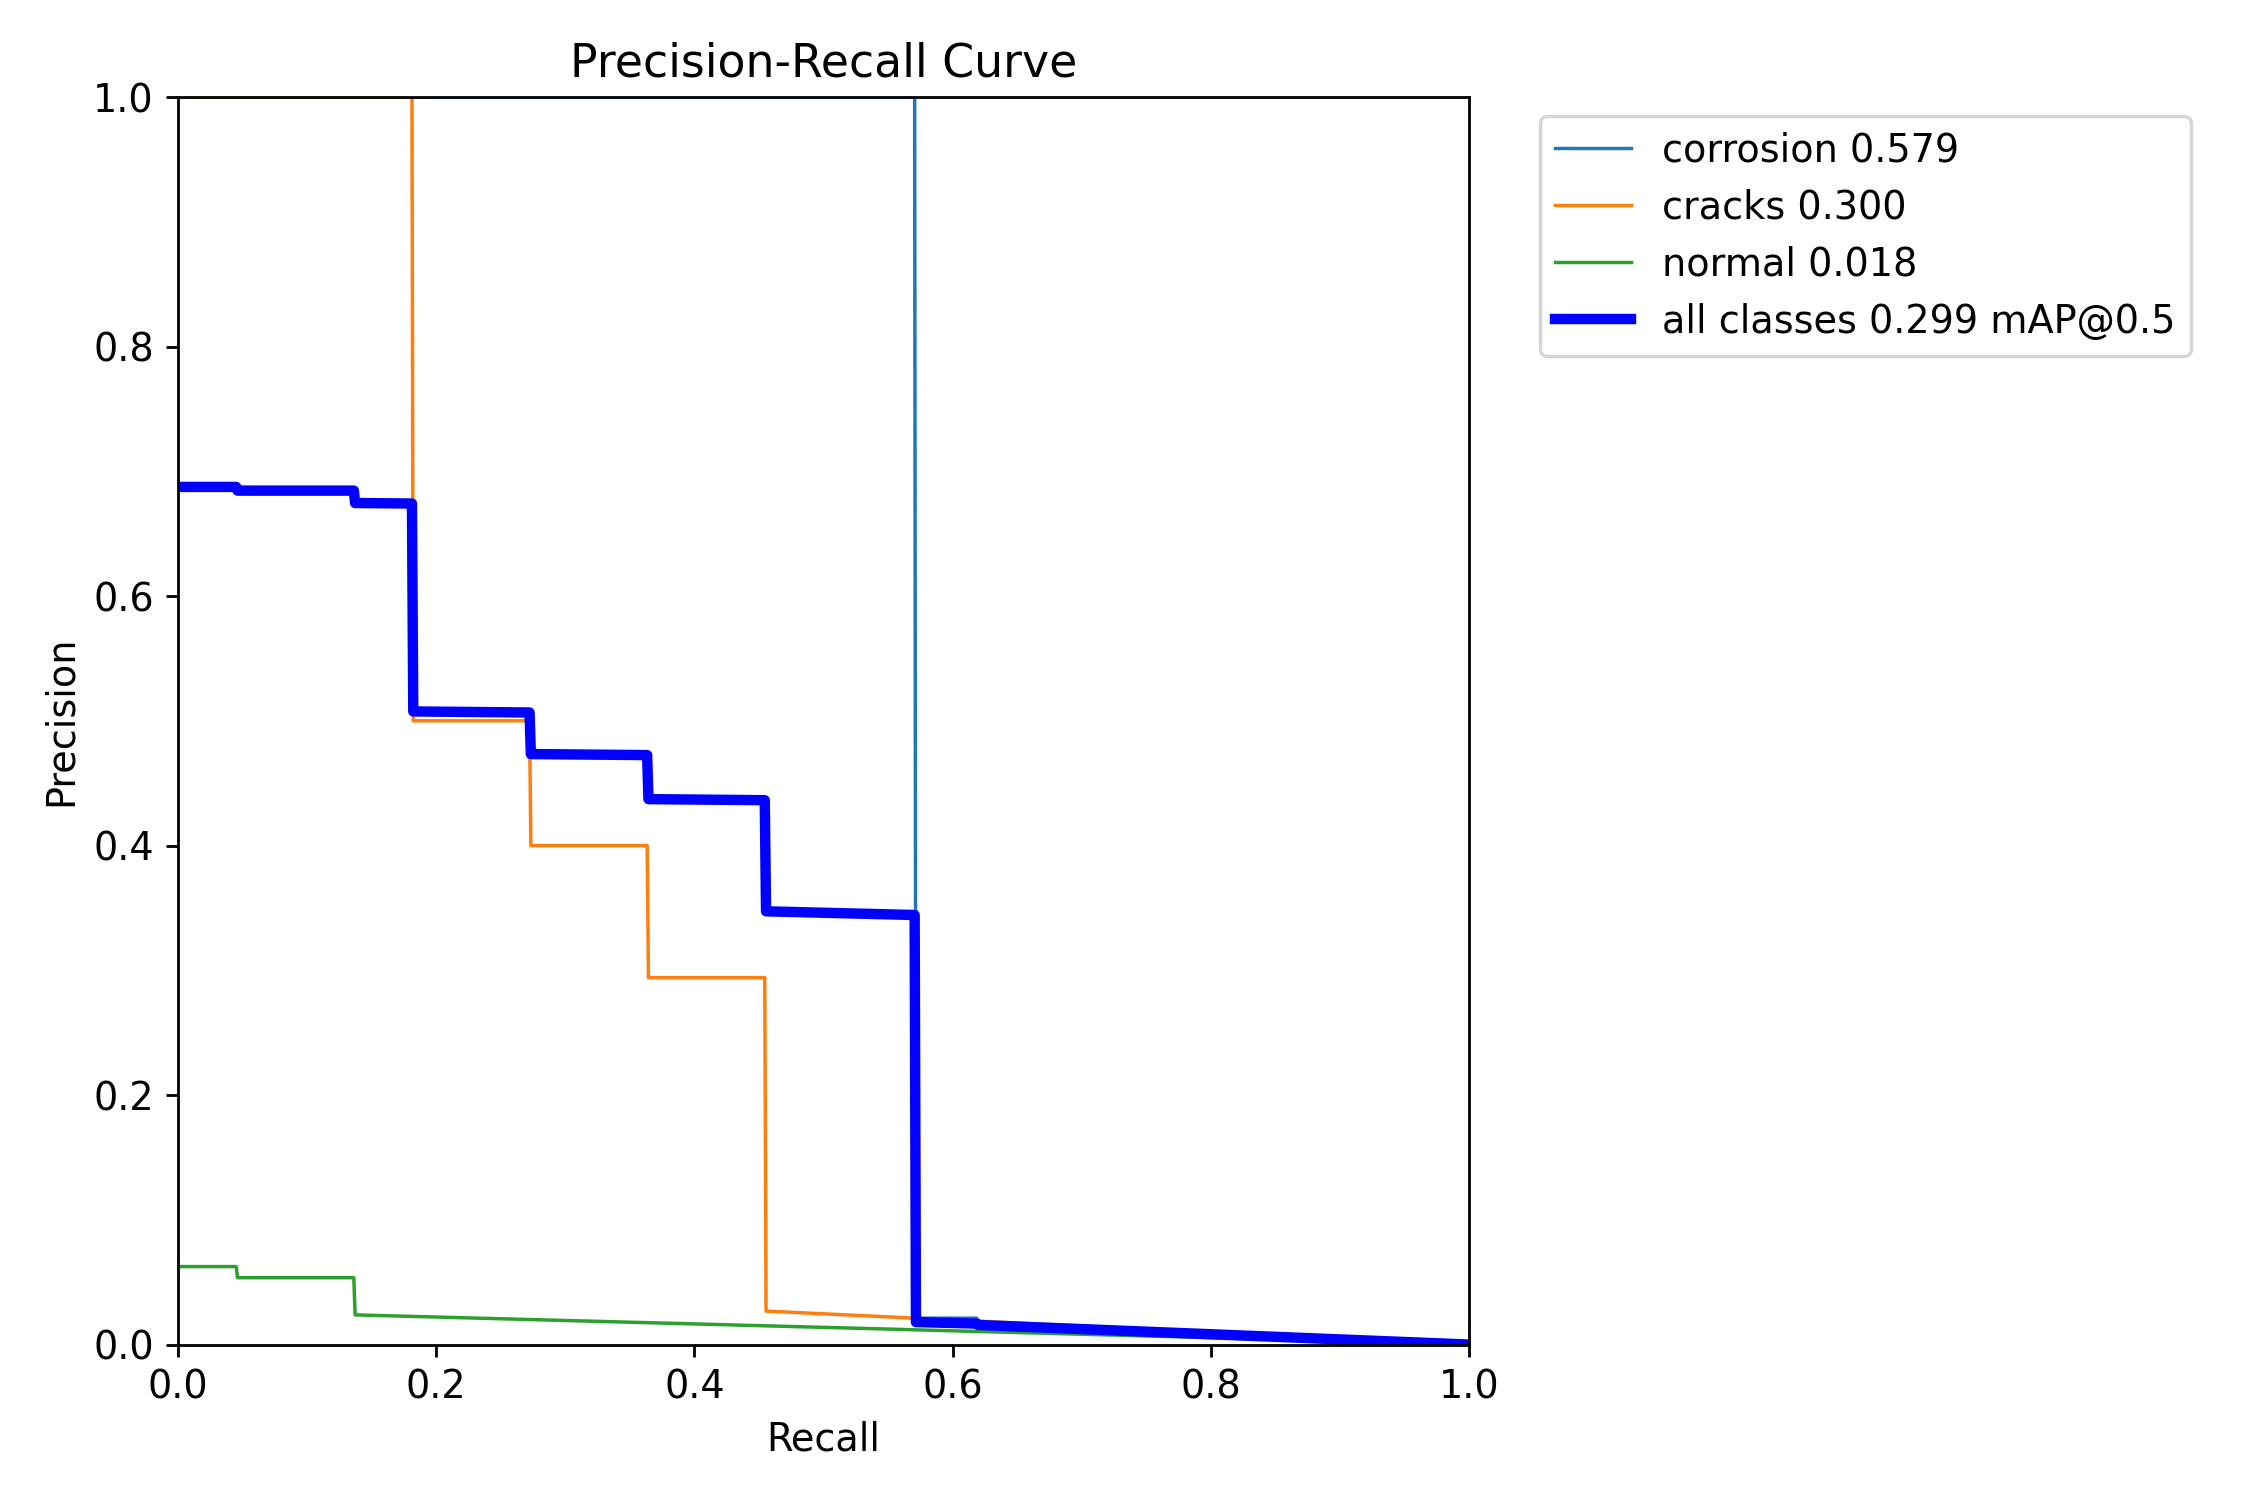 Precision-Recall Curve
1.0
0.8
0.6
0.4
0.2
0.0
Precision
0.0 0.2 0.4 0.6 0.8 1.0
Recall
corrosion 0.579
cracks 0.300
normal 0.018
all classes 0.299 mAP@0.5